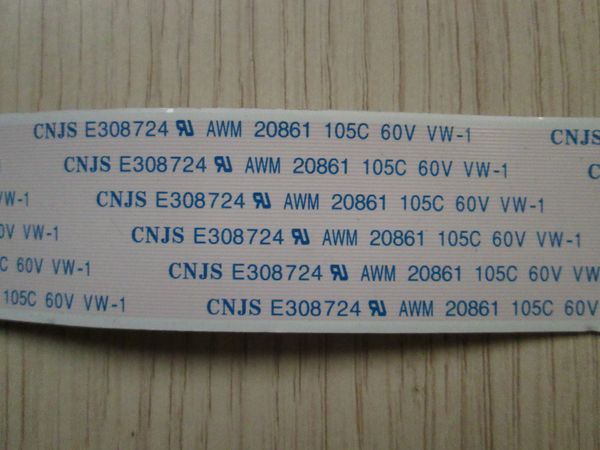 CNJS E308724 AWM 20861 105C 60V VW-1 CNJS
CNJS E308724 AWM 20861 105C 60V VW-1 C
VW-1 CNJS E308724 AWM 20861 105C 60V VW-1
0V VW-1 CNJS E308724 AWM 20861 105C 60V VW-1
C 60V VW-1 CNJS E308724 AWM 20861 105C 60V VW
105C 60V VW-1 CNJS E308724 AWM 20861 105C 60V